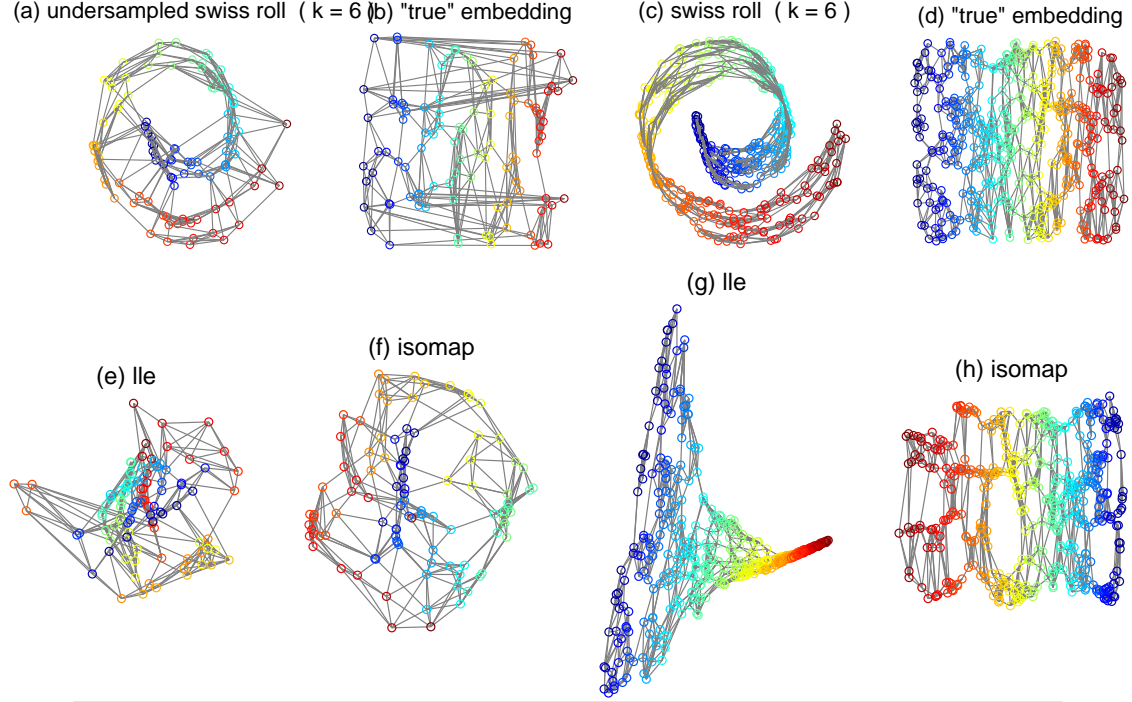 (a) undersampled swiss roll ( k = 6 )
(b) "true" embedding
(c) swiss roll ( k = 6 )
(d) "true" embedding
(g) lle
(e) lle
(f) isomap
(h) isomap